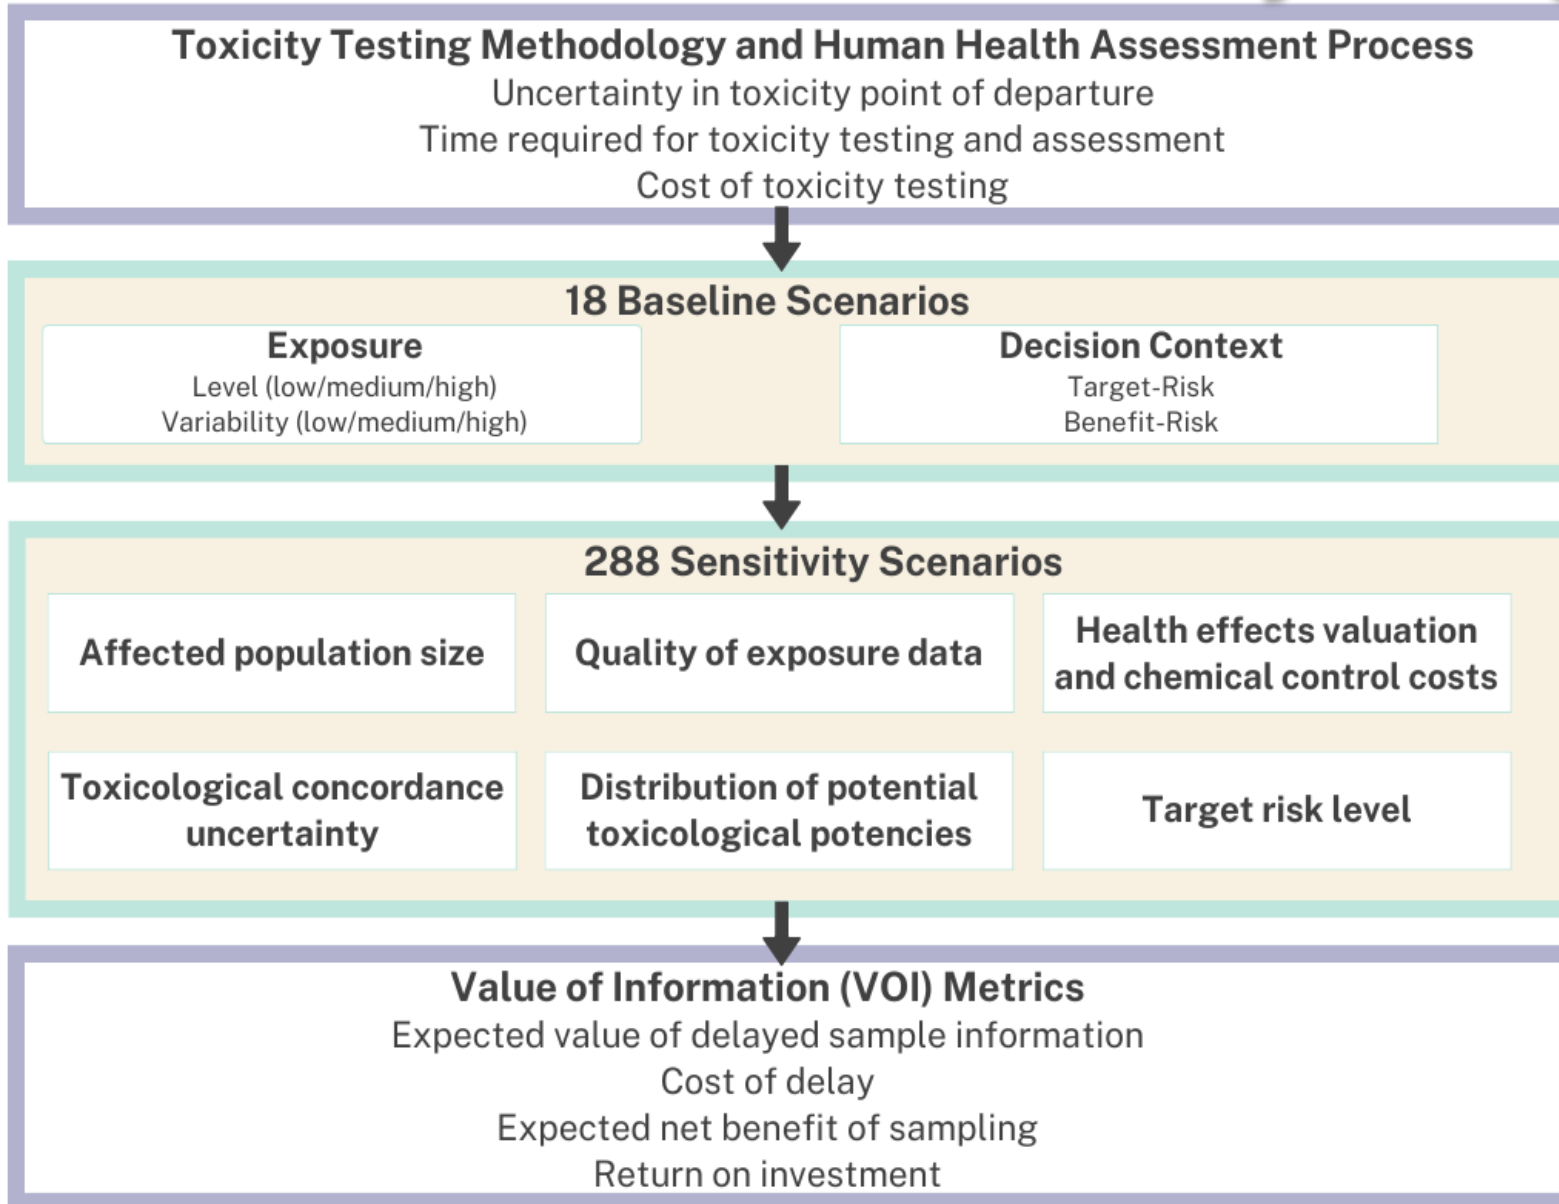 Toxicity Testing Methodology and Human Health Assessment Process
Uncertainty in toxicity point of departure
Time required for toxicity testing and assessment
Cost of toxicity testing
18 Baseline Scenarios
Exposure
Level (low/medium/high)
Variability (low/medium/high)
Decision Context
Target-Risk
Benefit-Risk
288 Sensitivity Scenarios
Affected population size
Quality of exposure data
Health effects valuation
and chemical control costs
Toxicological concordance
uncertainty
Distribution of potential
toxicological potencies
Target risk level
Value of Information (VOI) Metrics
Expected value of delayed sample information
Cost of delay
Expected net benefit of sampling
Return on investment